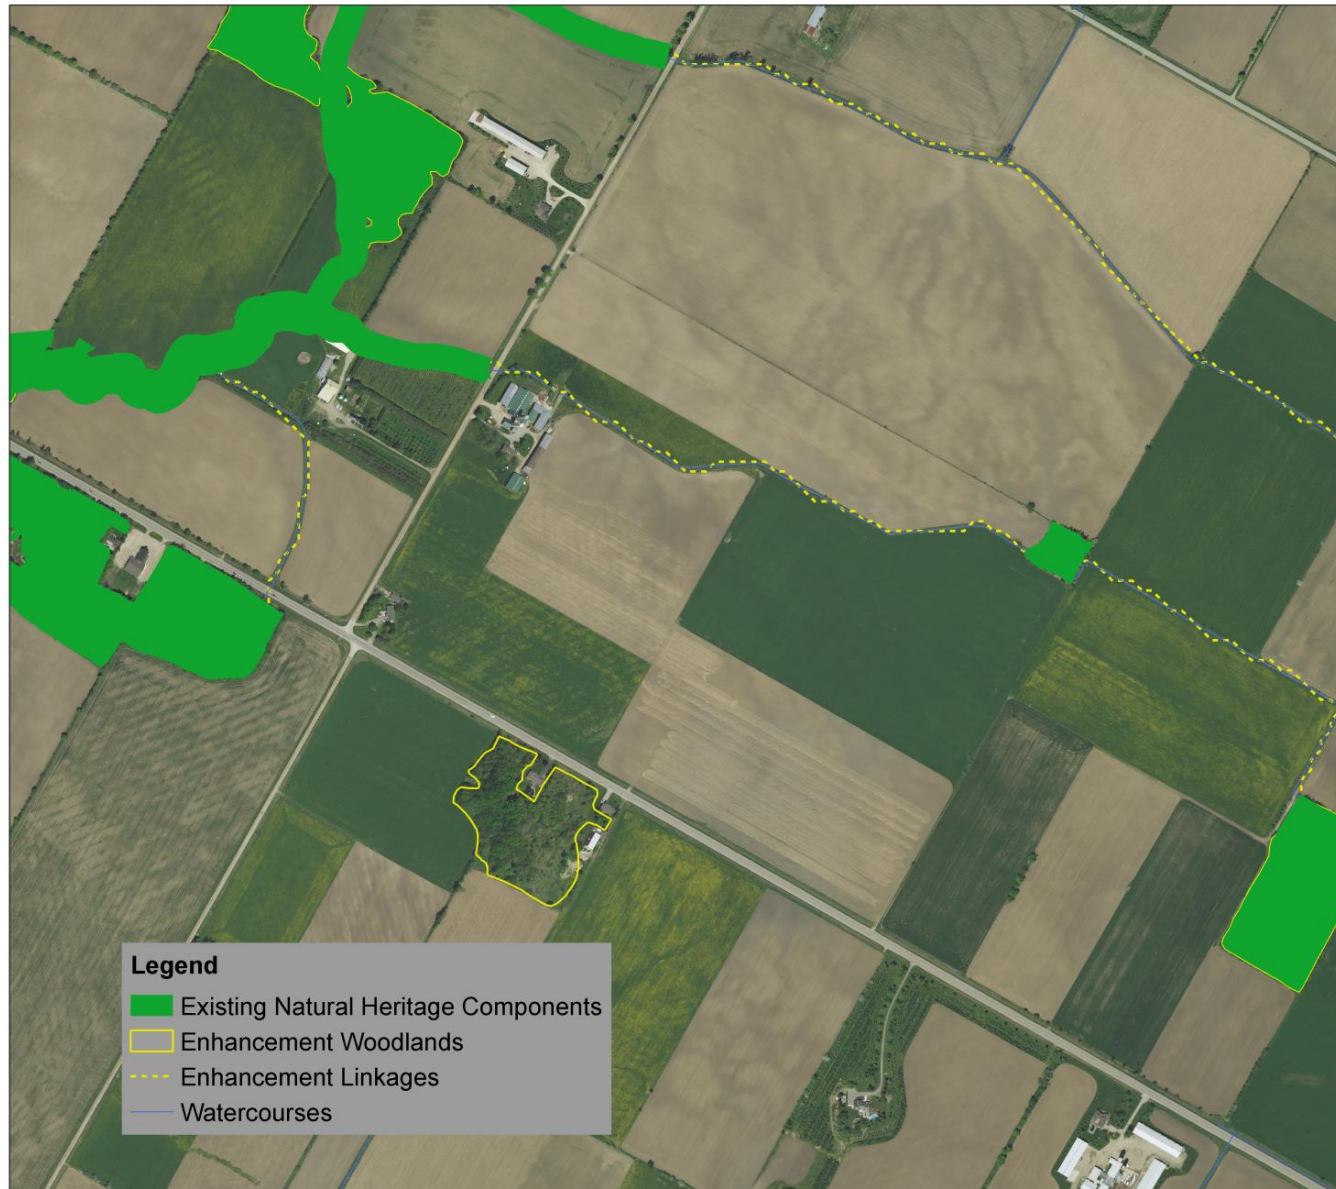 Legend
Existing Natural Heritage Components
Enhancement Woodlands
Enhancement Linkages
Watercourses